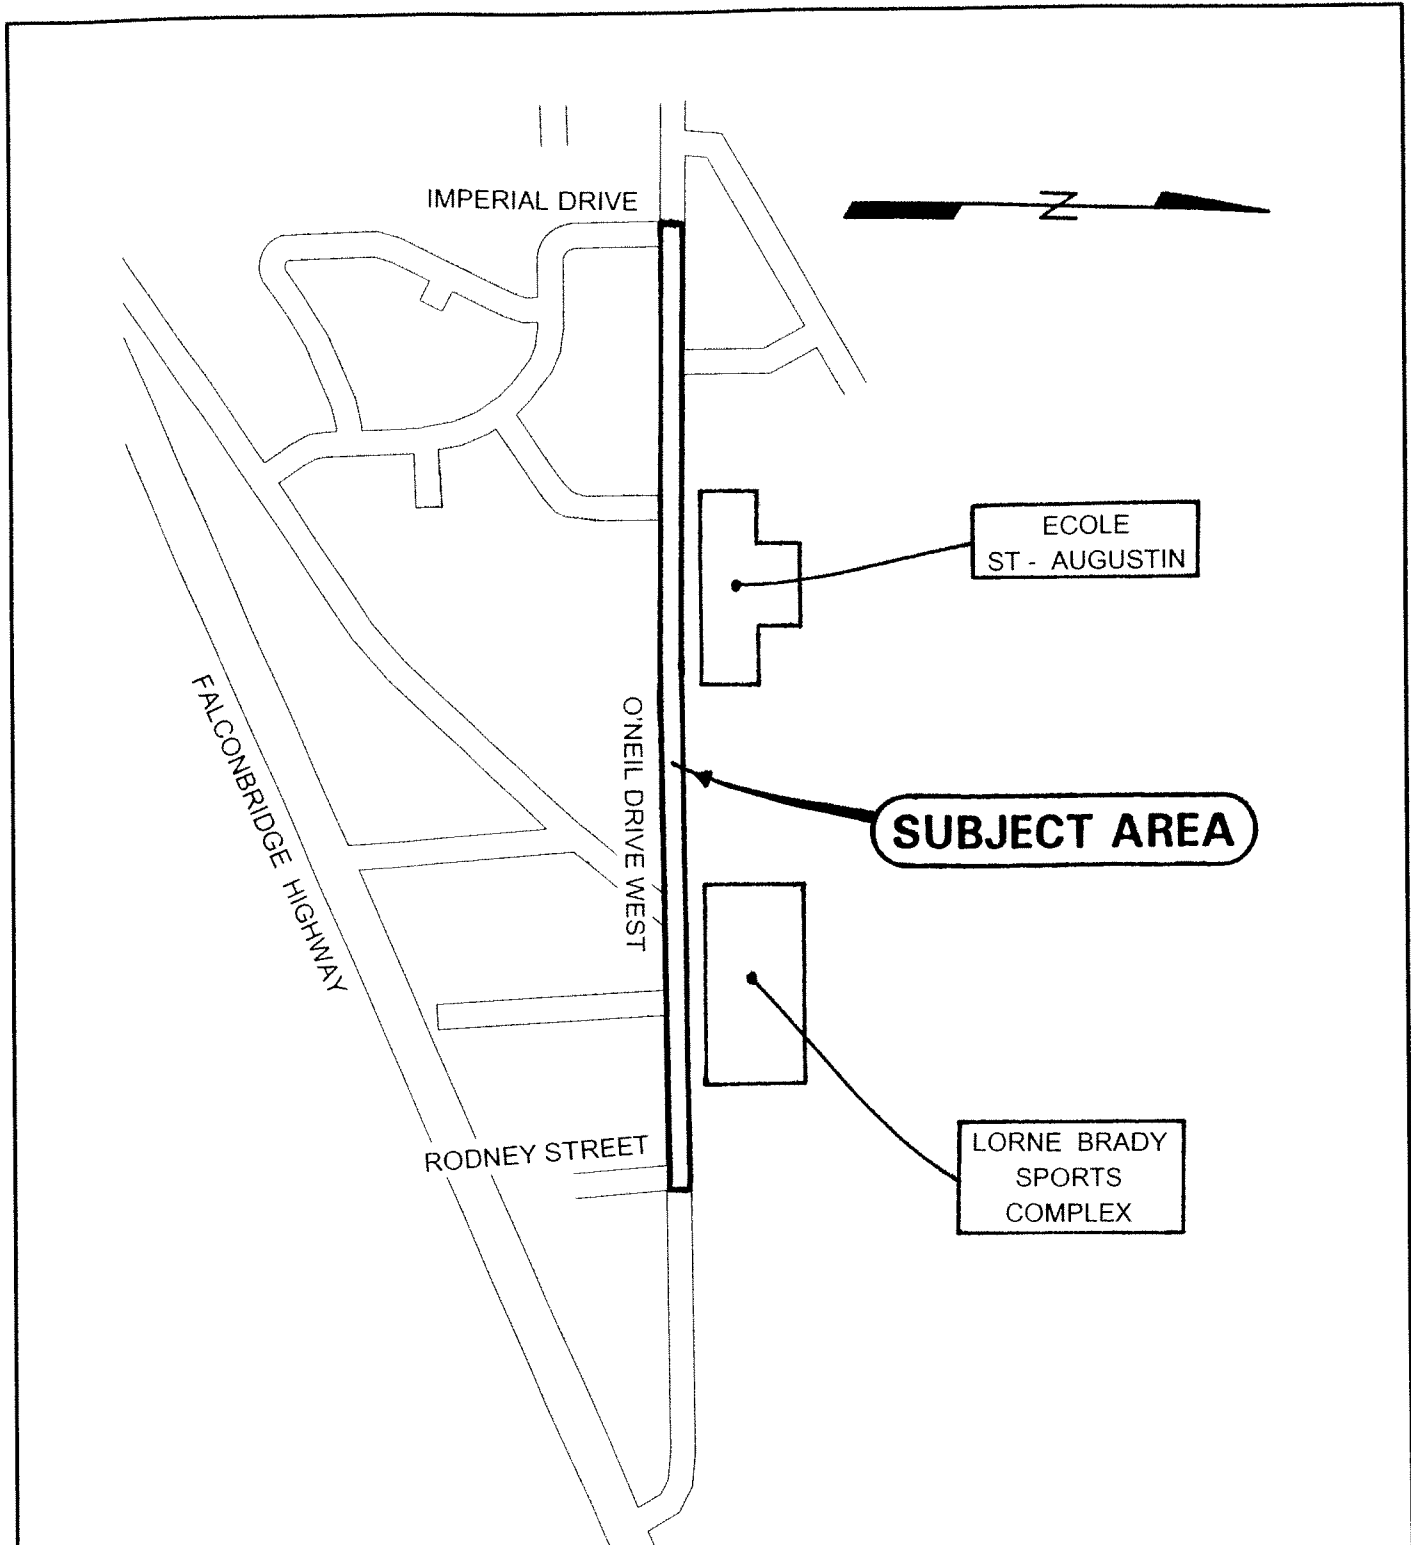 IMPERIAL DRIVE
N
ECOLE
ST - AUGUSTIN
FALCONBRIDGE HIGHWAY
O'NEIL DRIVE WEST
SUBJECT AREA
RODNEY STREET
LORNE BRADY
SPORTS
COMPLEX